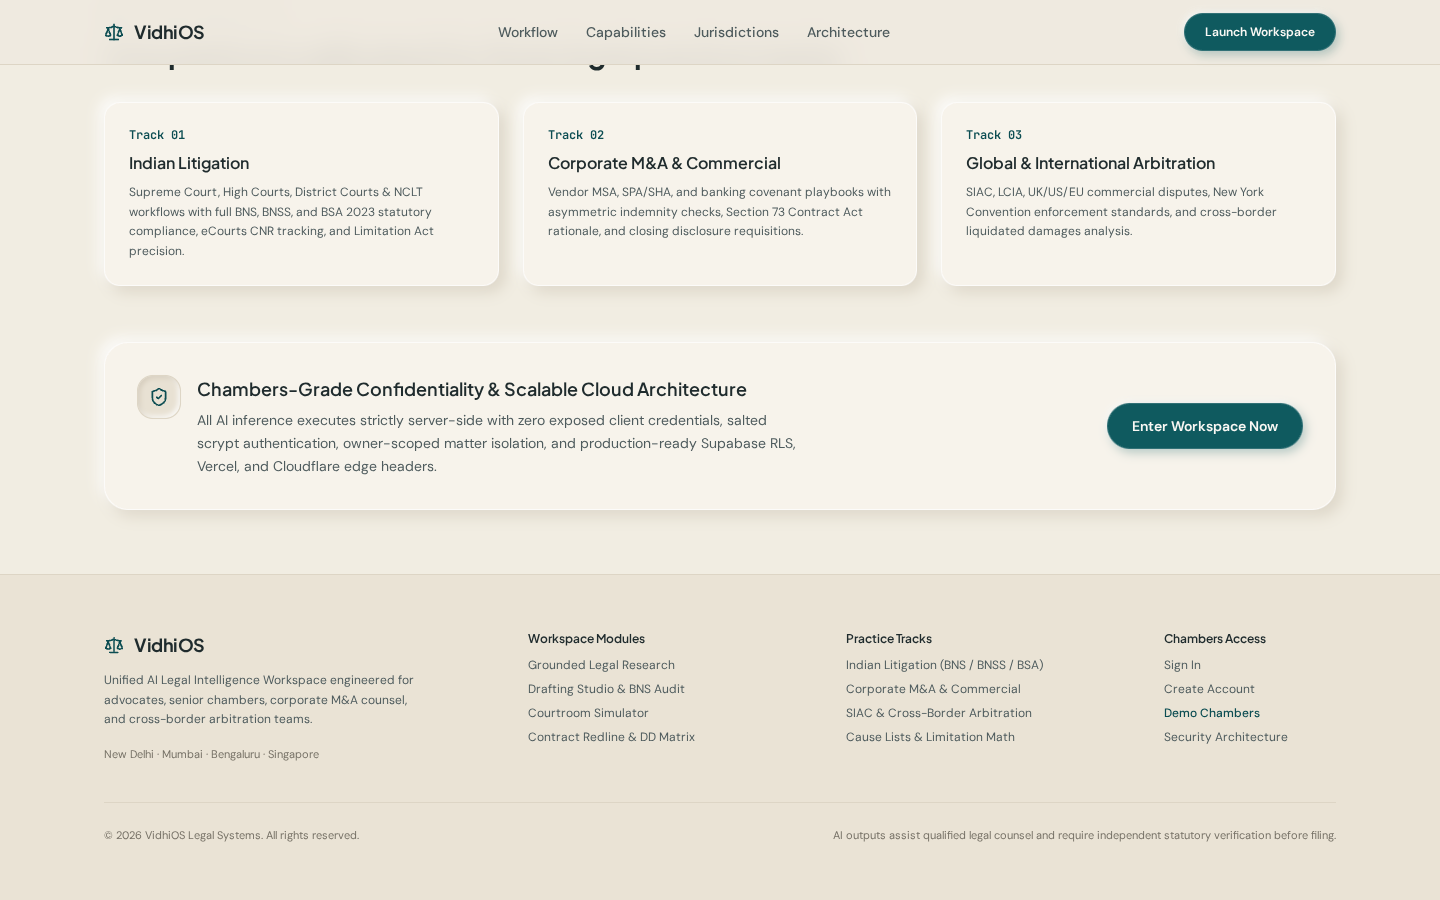 VidhiOS
Workflow
Capabilities
Jurisdictions
Architecture
Launch Workspace
Track 01
Indian Litigation
Supreme Court, High Courts, District Courts & NCLT
workflows with full BNS, BNSS, and BSA 2023 statutory
compliance, eCourts CNR tracking, and Limitation Act
precision.
Track 02
Corporate M&A & Commercial
Vendor MSA, SPA/SHA, and banking covenant playbooks with
asymmetric indemnity checks, Section 73 Contract Act
rationale, and closing disclosure requisitions.
Track 03
Global & International Arbitration
SIAC, LCIA, UK/US/EU commercial disputes, New York
Convention enforcement standards, and cross-border
liquidated damages analysis.
Chambers-Grade Confidentiality & Scalable Cloud Architecture
All AI inference executes strictly server-side with zero exposed client credentials, salted
scrypt authentication, owner-scoped matter isolation, and production-ready Supabase RLS,
Vercel, and Cloudflare edge headers.
Enter Workspace Now
VidhiOS
Unified AI Legal Intelligence Workspace engineered for
advocates, senior chambers, corporate M&A counsel,
and cross-border arbitration teams.
New Delhi · Mumbai · Bengaluru · Singapore
Workspace Modules
Grounded Legal Research
Drafting Studio & BNS Audit
Courtroom Simulator
Contract Redline & DD Matrix
Practice Tracks
Indian Litigation (BNS / BNSS / BSA)
Corporate M&A & Commercial
SIAC & Cross-Border Arbitration
Cause Lists & Limitation Math
Chambers Access
Sign In
Create Account
Demo Chambers
Security Architecture
© 2026 VidhiOS Legal Systems. All rights reserved.
AI outputs assist qualified legal counsel and require independent statutory verification before filing.